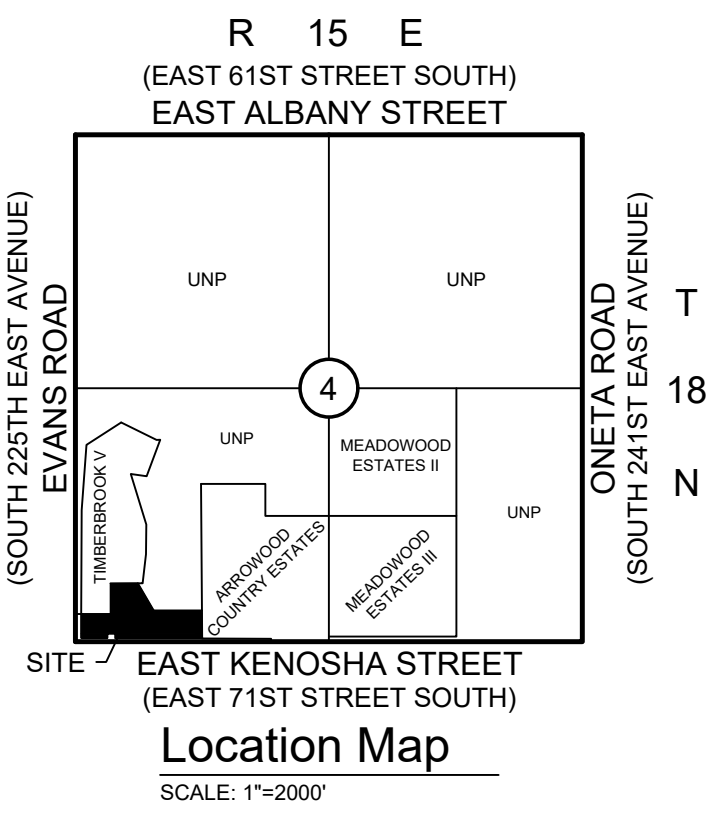 R 15 E
(EAST 61ST STREET SOUTH)
EAST ALBANY STREET
(SOUTH 225TH EAST AVENUE)
EVANS ROAD
UNP
UNP
ONETA ROAD
(SOUTH 241ST EAST AVENUE)
T
18
N
4
UNP
MEADOWOOD
ESTATES II
UNP
TIMBERBROOK V
ARROWOOD
COUNTRY ESTATES
MEADOWOOD
ESTATES III
SITE
EAST KENOSHA STREET
(EAST 71ST STREET SOUTH)
Location Map
SCALE: 1"=2000'